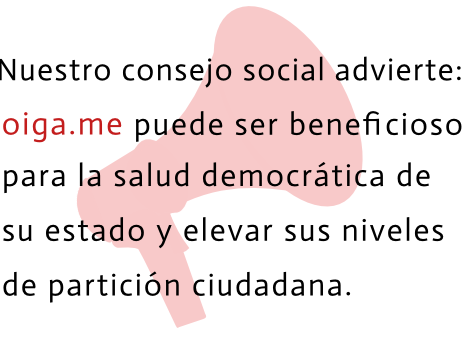 Nuestro consejo social advierte:
oiga.me puede ser beneficioso
para la salud democrática de
su estado y elevar sus niveles
de partición ciudadana.